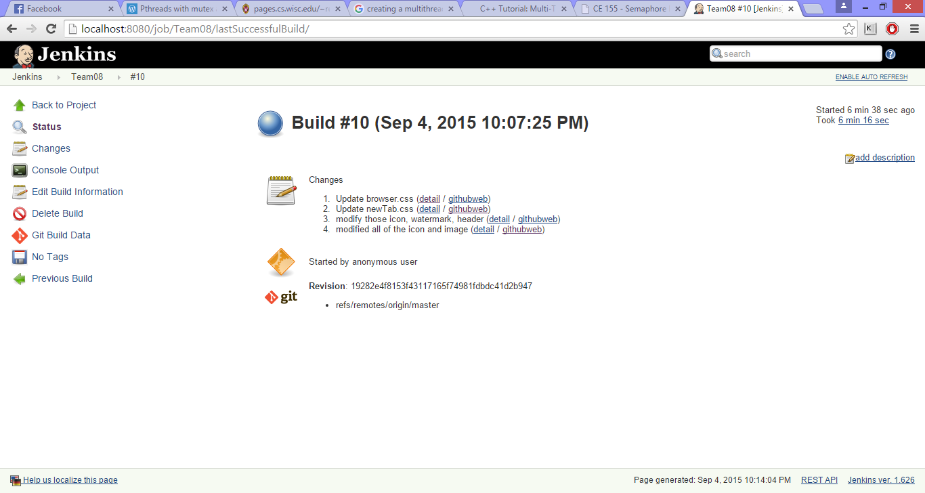 Facebook
Pthreads with mutex
pages.cs.wisc.edu/~re
creating a multithread
C++ Tutorial: Multi-T
CE 155 - Semaphore
Team08 #10 [Jenkins
localhost:8080/job/Team08/lastSuccessfulBuild/
Jenkins
search
Jenkins Team08 #10
ENABLE AUTO REFRESH
Back to Project
Status
Changes
Console Output
Edit Build Information
Delete Build
Git Build Data
No Tags
Previous Build
Build #10 (Sep 4, 2015 10:07:25 PM)
Started 6 min 38 sec ago
Took 6 min 16 sec
add description
Changes
1. Update browser.css (detail / githubweb)
2. Update newTab.css (detail / githubweb)
3. modify those icon, watermark, header (detail / githubweb)
4. modified all of the icon and image (detail / githubweb)
Started by anonymous user
Revision: 19282e4f8153f43117165f74981fdbdc41d2b947
git
• refs/remotes/origin/master
Help us localize this page
Page generated: Sep 4, 2015 10:14:04 PM REST API Jenkins ver. 1.626